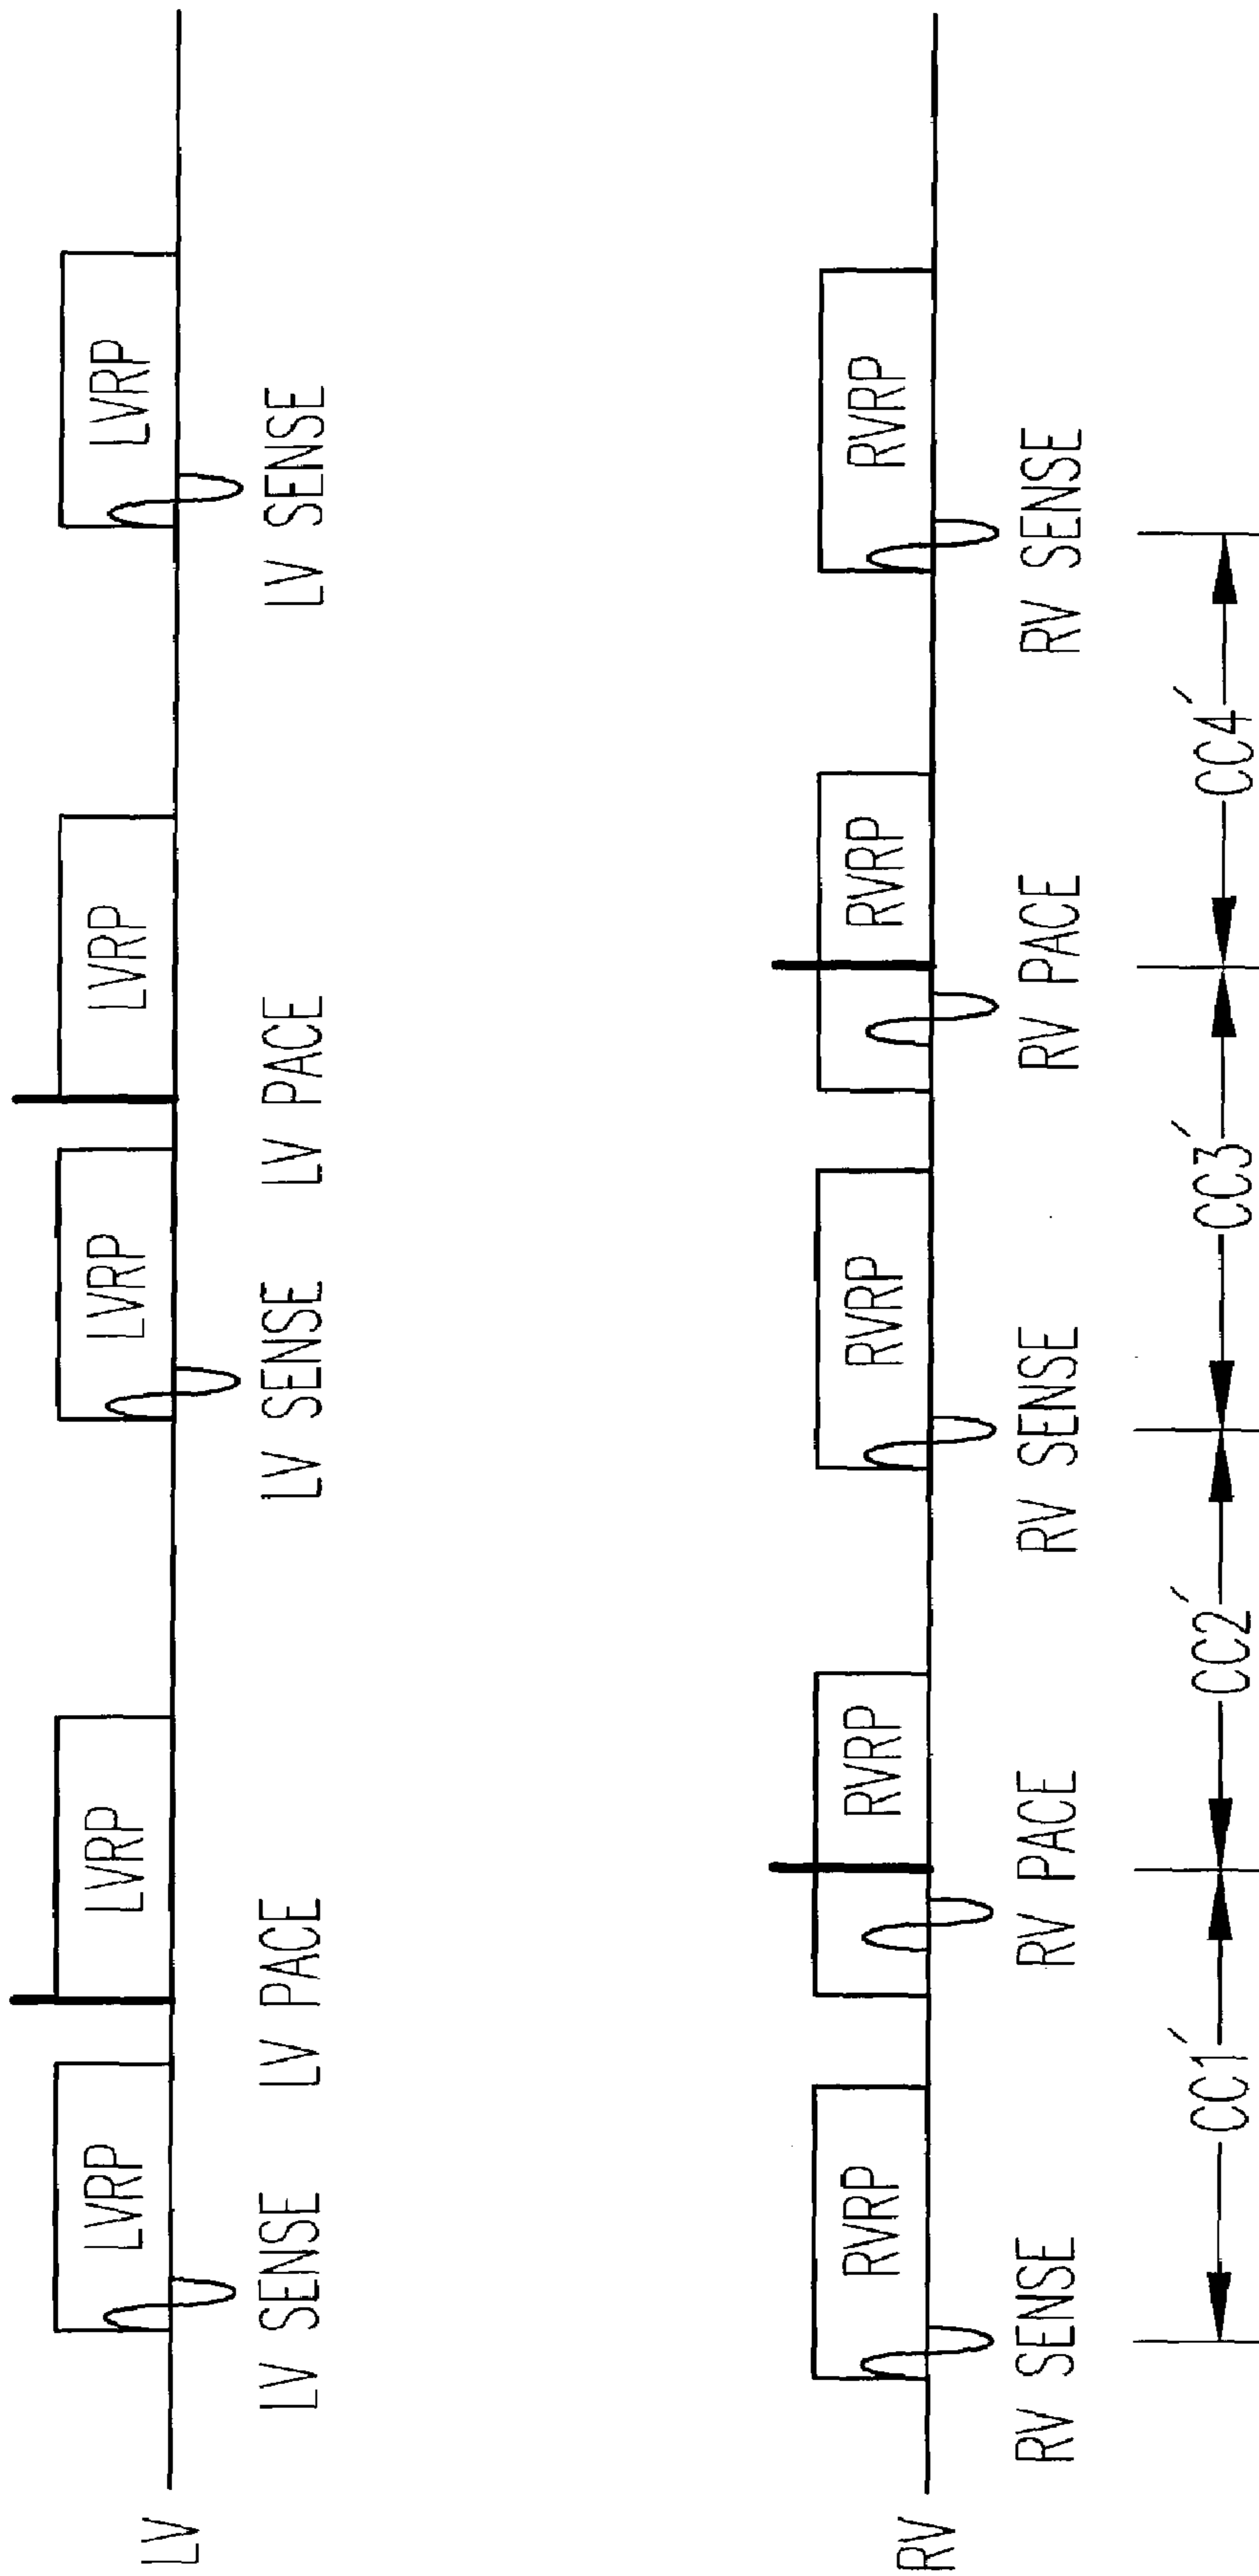 LV
LVRP
LVRP
LVRP
LVRP
LVRP
LV SENSE
LV PACE
LV SENSE
LV PACE
LV SENSE
RV
RVRP
RVRP
RVRP
RVRP
RVRP
RV SENSE
RV PACE
RV SENSE
RV PACE
RV SENSE
CC1′
CC2′
CC3′
CC4′